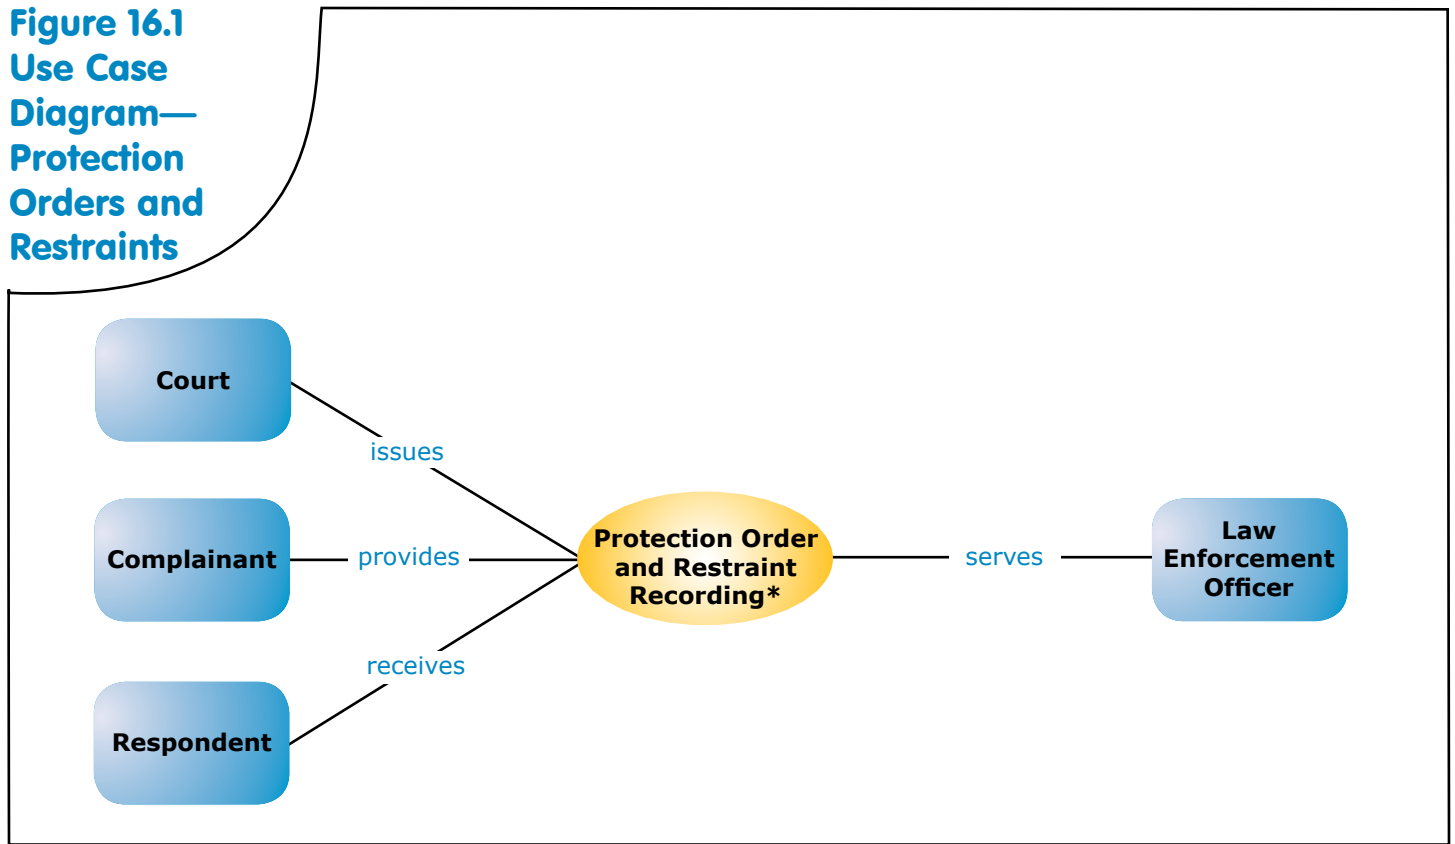 Figure 16.1
Use Case
Diagram—
Protection
Orders and
Restraints
Court
issues
Complainant
provides
Protection Order
and Restraint
Recording*
serves
Law
Enforcement
Officer
receives
Respondent